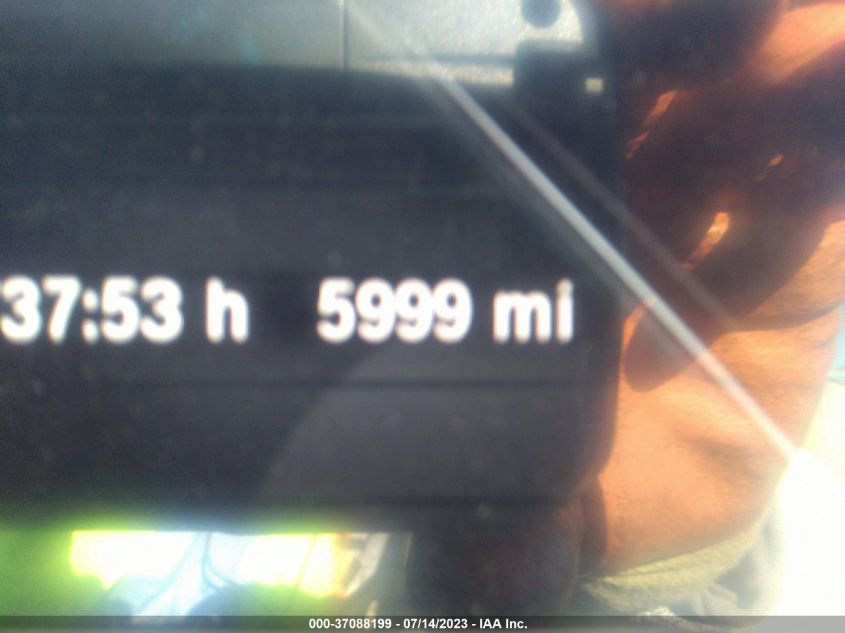 37:53 h 5999 mi
000-37088199 - 07/14/2023 - IAA Inc.